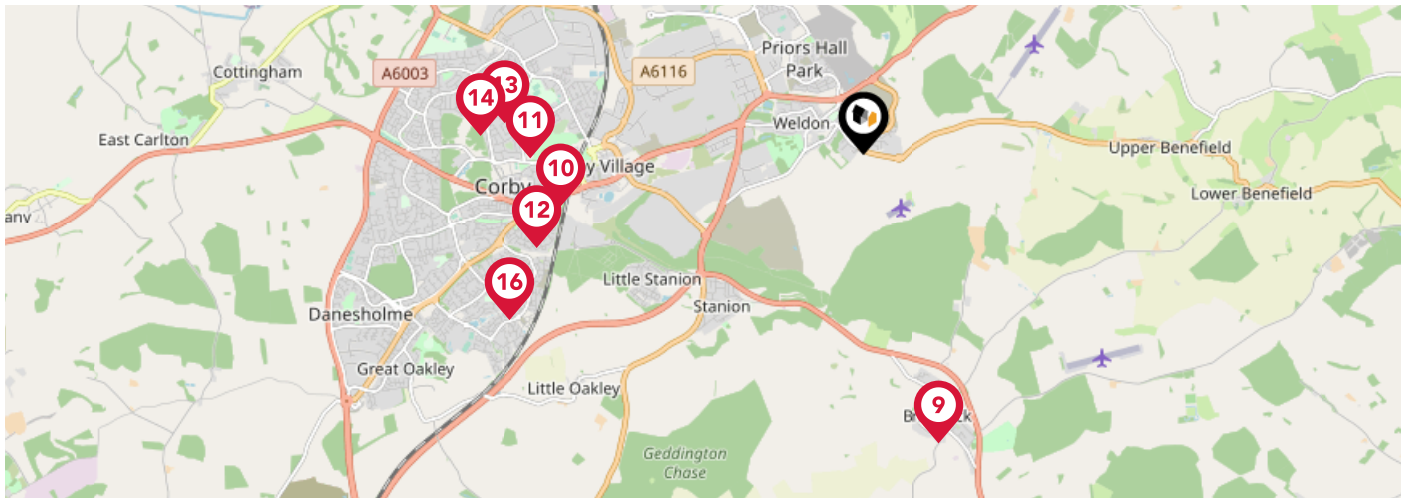 Priors Hall
Park
Cottingham
A6003
A6116
13
14
11
Weldon
East Carlton
Upper Benefield
10
y Village
Corby
Lower Benefield
12
anv
16
Little Stanion
Stanion
Danesholme
Great Oakley
Little Oakley
9
Geddington
Chase